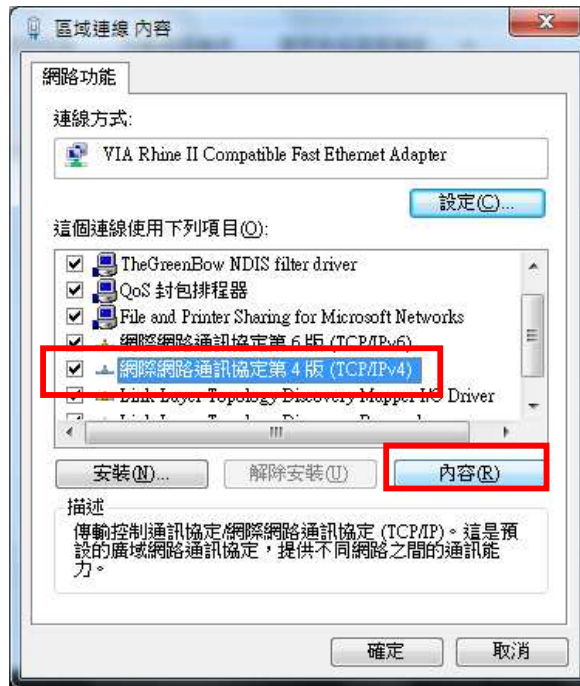 區域連線 內容
網路功能
連線方式:
VIA Rhine II Compatible Fast Ethernet Adapter
設定(C)...
這個連線使用下列項目(O):
TheGreenBow NDIS filter driver
QoS 封包排程器
File and Printer Sharing for Microsoft Networks
網際網路通訊協定第 6 版 (TCP/IPv6)
網際網路通訊協定第 4 版 (TCP/IPv4)
Link-Layer Topology Discovery Mapper I/O Driver
Link-Layer Topology Discovery
安裝(N)...
解除安裝(U)
內容(R)
描述
傳輸控制通訊協定/網際網路通訊協定 (TCP/IP)。這是預
設的廣域網路通訊協定，提供不同網路之間的通訊能
力。
確定
取消